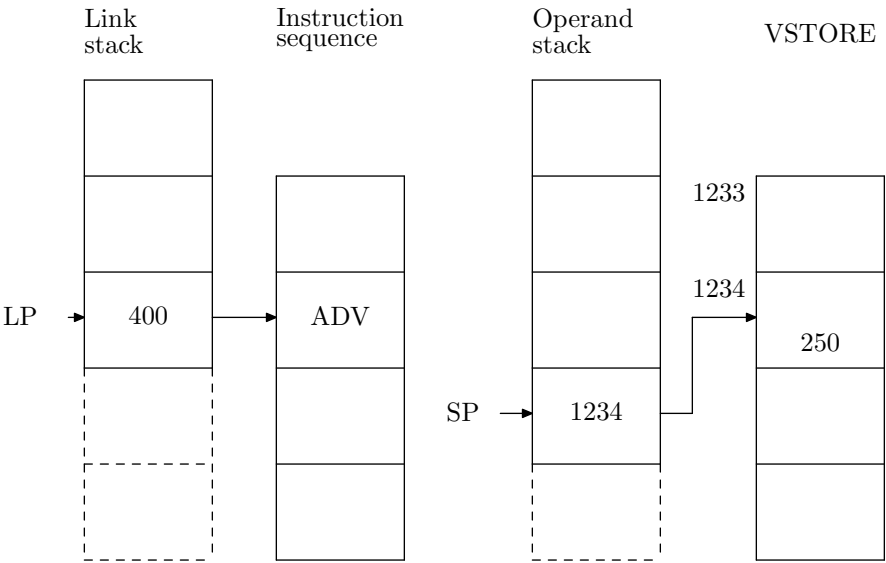 Link
stack
Instruction
sequence
Operand
stack
VSTORE
1233
1234
LP
400
ADV
250
SP
1234